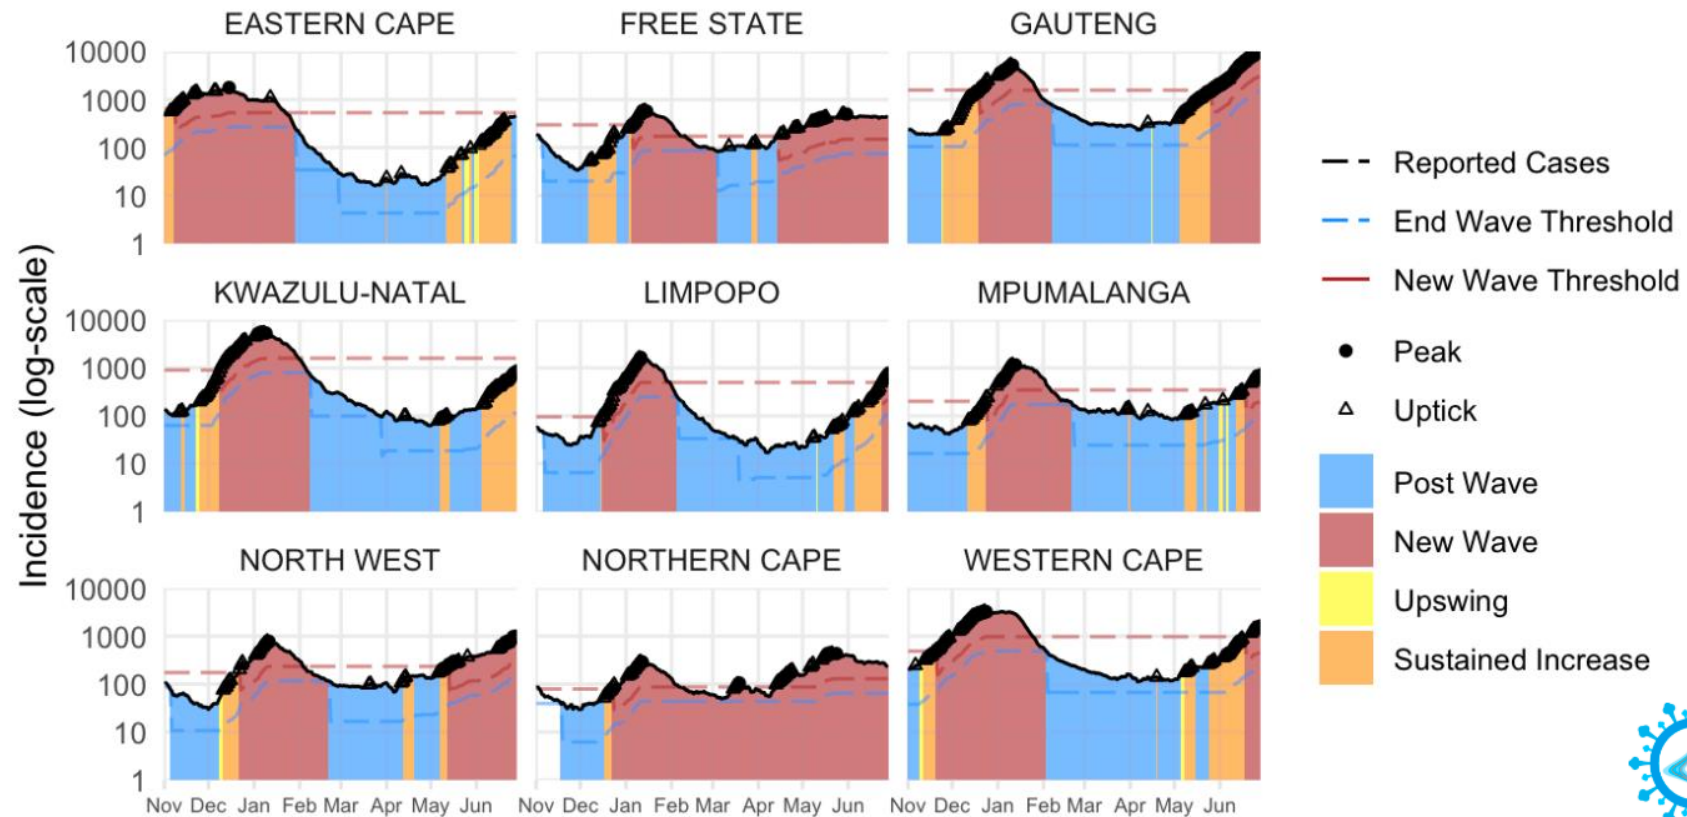 EASTERN CAPE FREE STATE GAUTENG
10000
1000
100
10
1
KWAZULU-NATAL LIMPOPO MPUMALANGA
10000
1000
100
10
1
NORTH WEST NORTHERN CAPE WESTERN CAPE
10000
1000
100
10
1
Nov Dec Jan Feb Mar Apr May Jun Nov Dec Jan Feb Mar Apr May Jun Nov Dec Jan Feb Mar Apr May Jun
Incidence (log-scale)
Reported Cases
End Wave Threshold
New Wave Threshold
Peak
Uptick
Post Wave
New Wave
Upswing
Sustained Increase